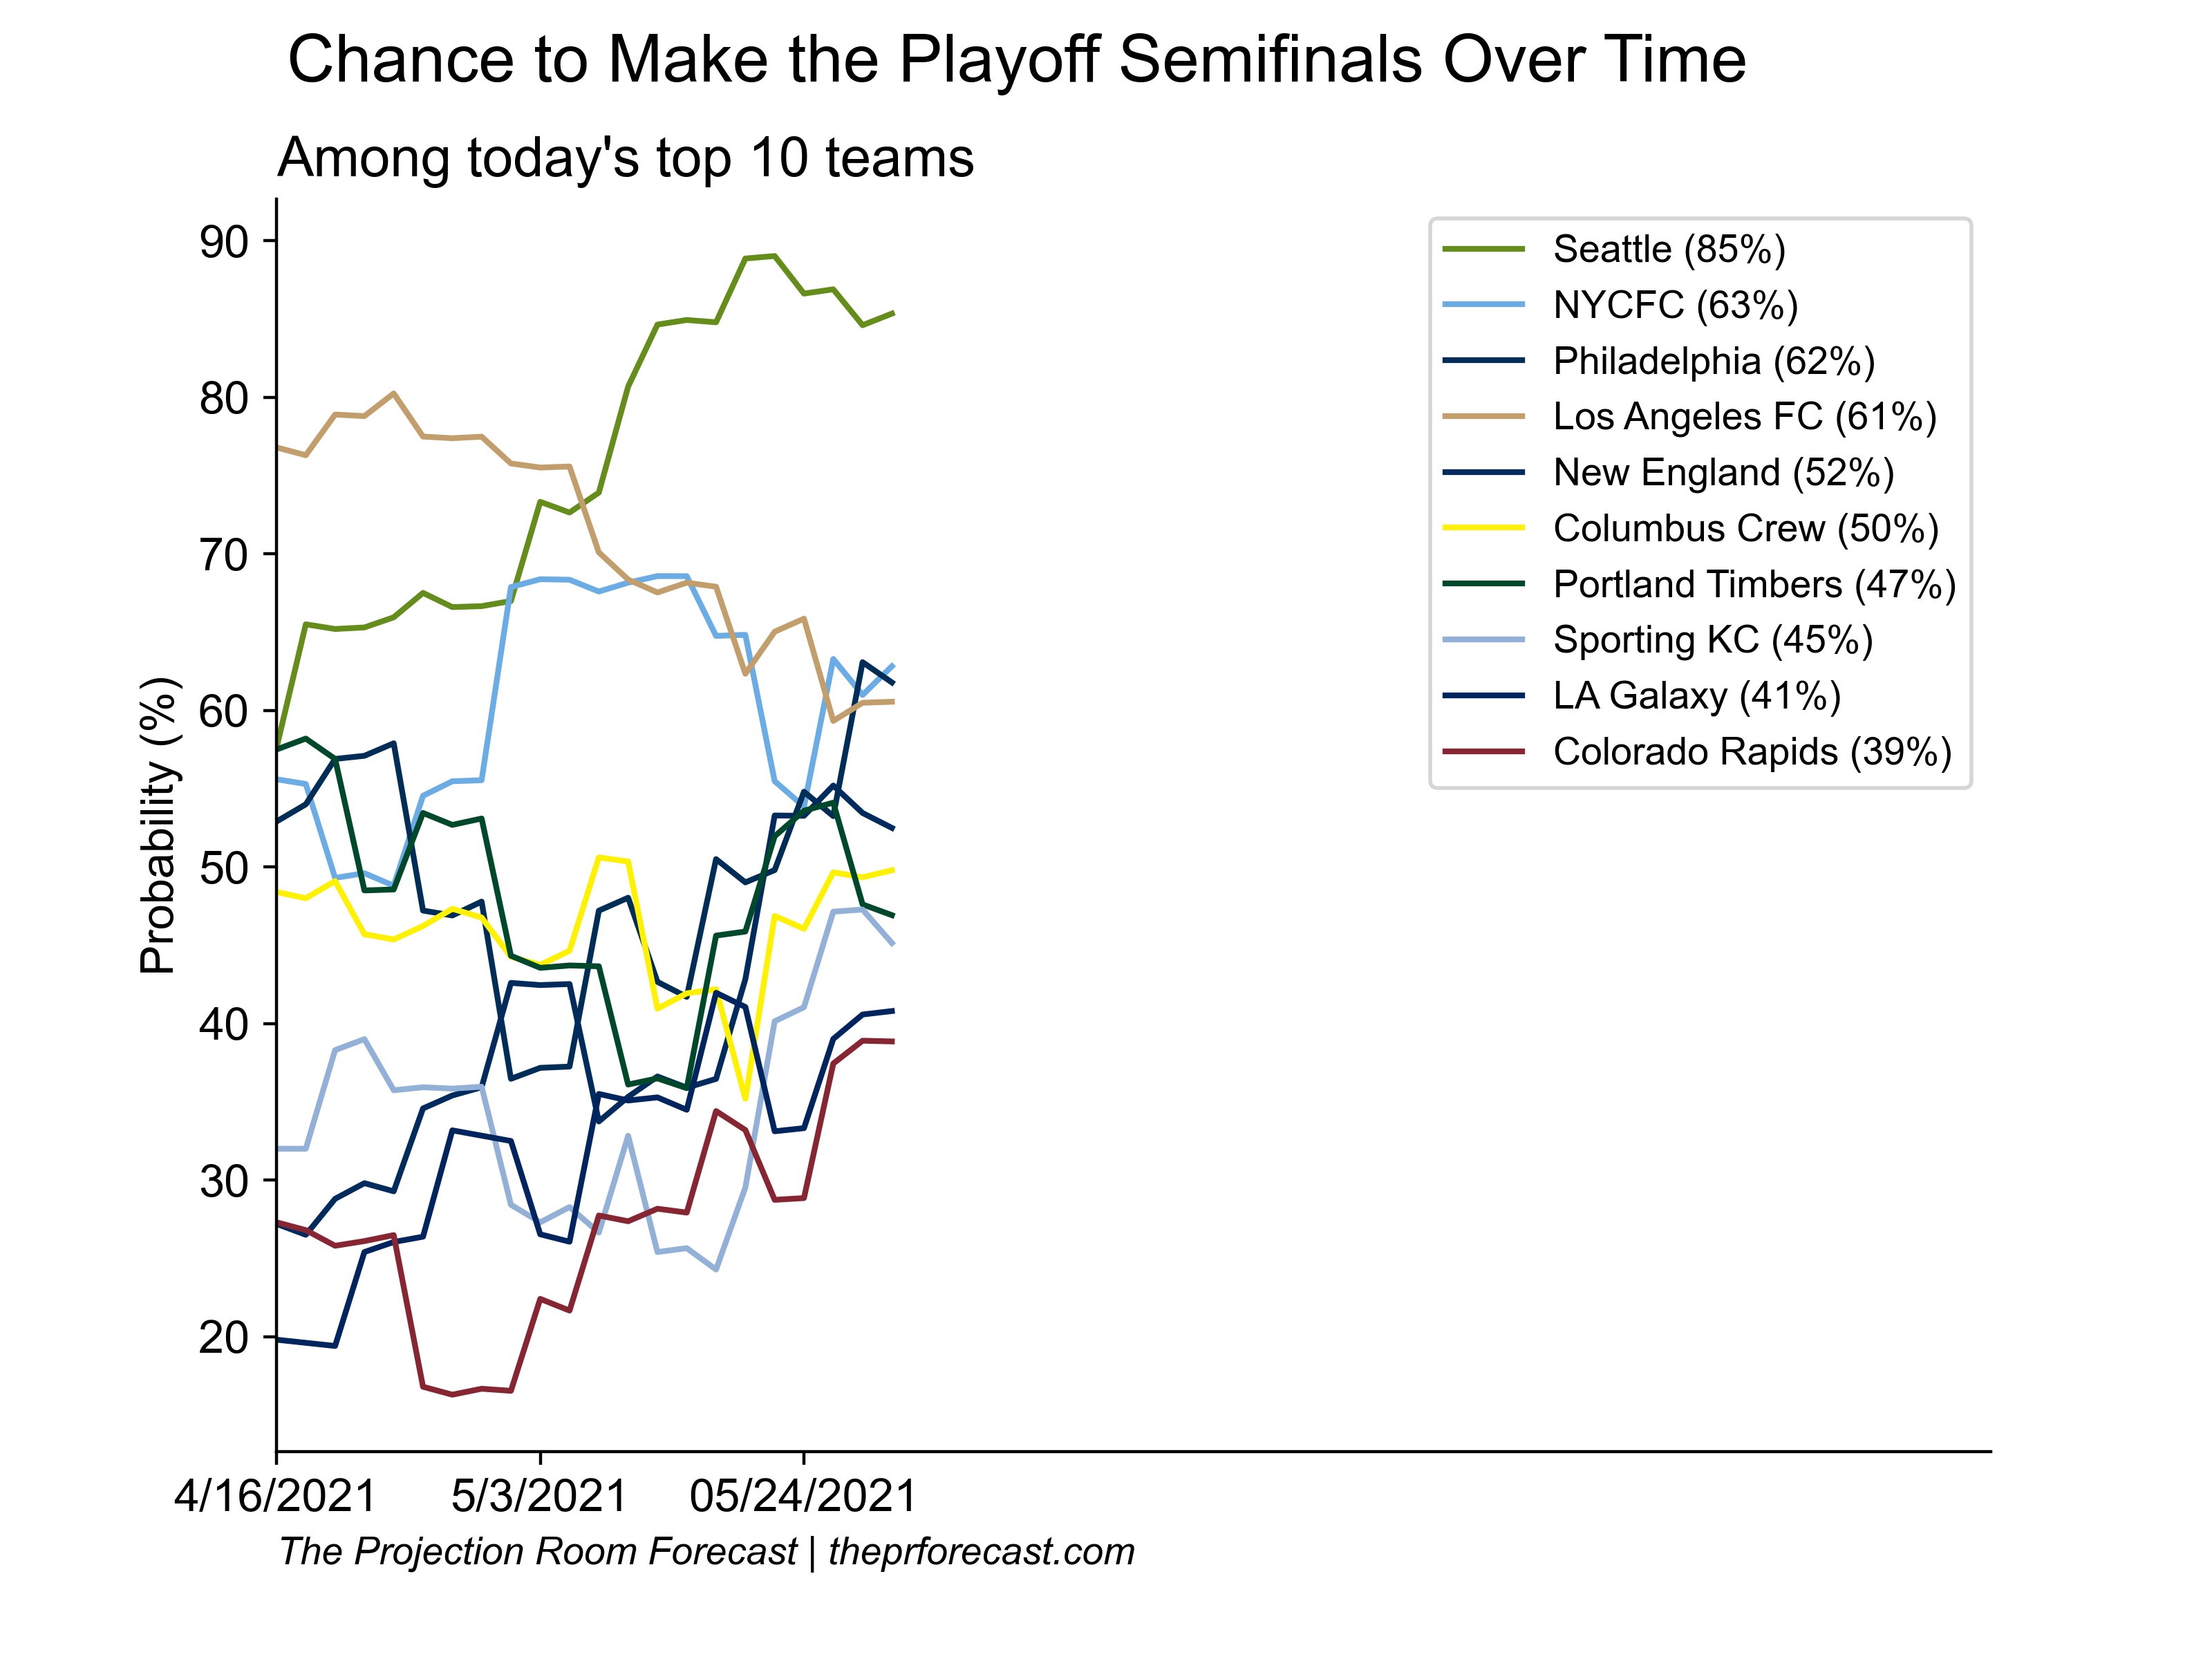 Chance to Make the Playoff Semifinals Over Time
Among today's top 10 teams
90
80
70
60
50
40
30
20
Probability (%)
Seattle (85%)
NYCFC (63%)
Philadelphia (62%)
Los Angeles FC (61%)
New England (52%)
Columbus Crew (50%)
Portland Timbers (47%)
Sporting KC (45%)
LA Galaxy (41%)
Colorado Rapids (39%)
4/16/2021 5/3/2021 05/24/2021
The Projection Room Forecast | theprforecast.com